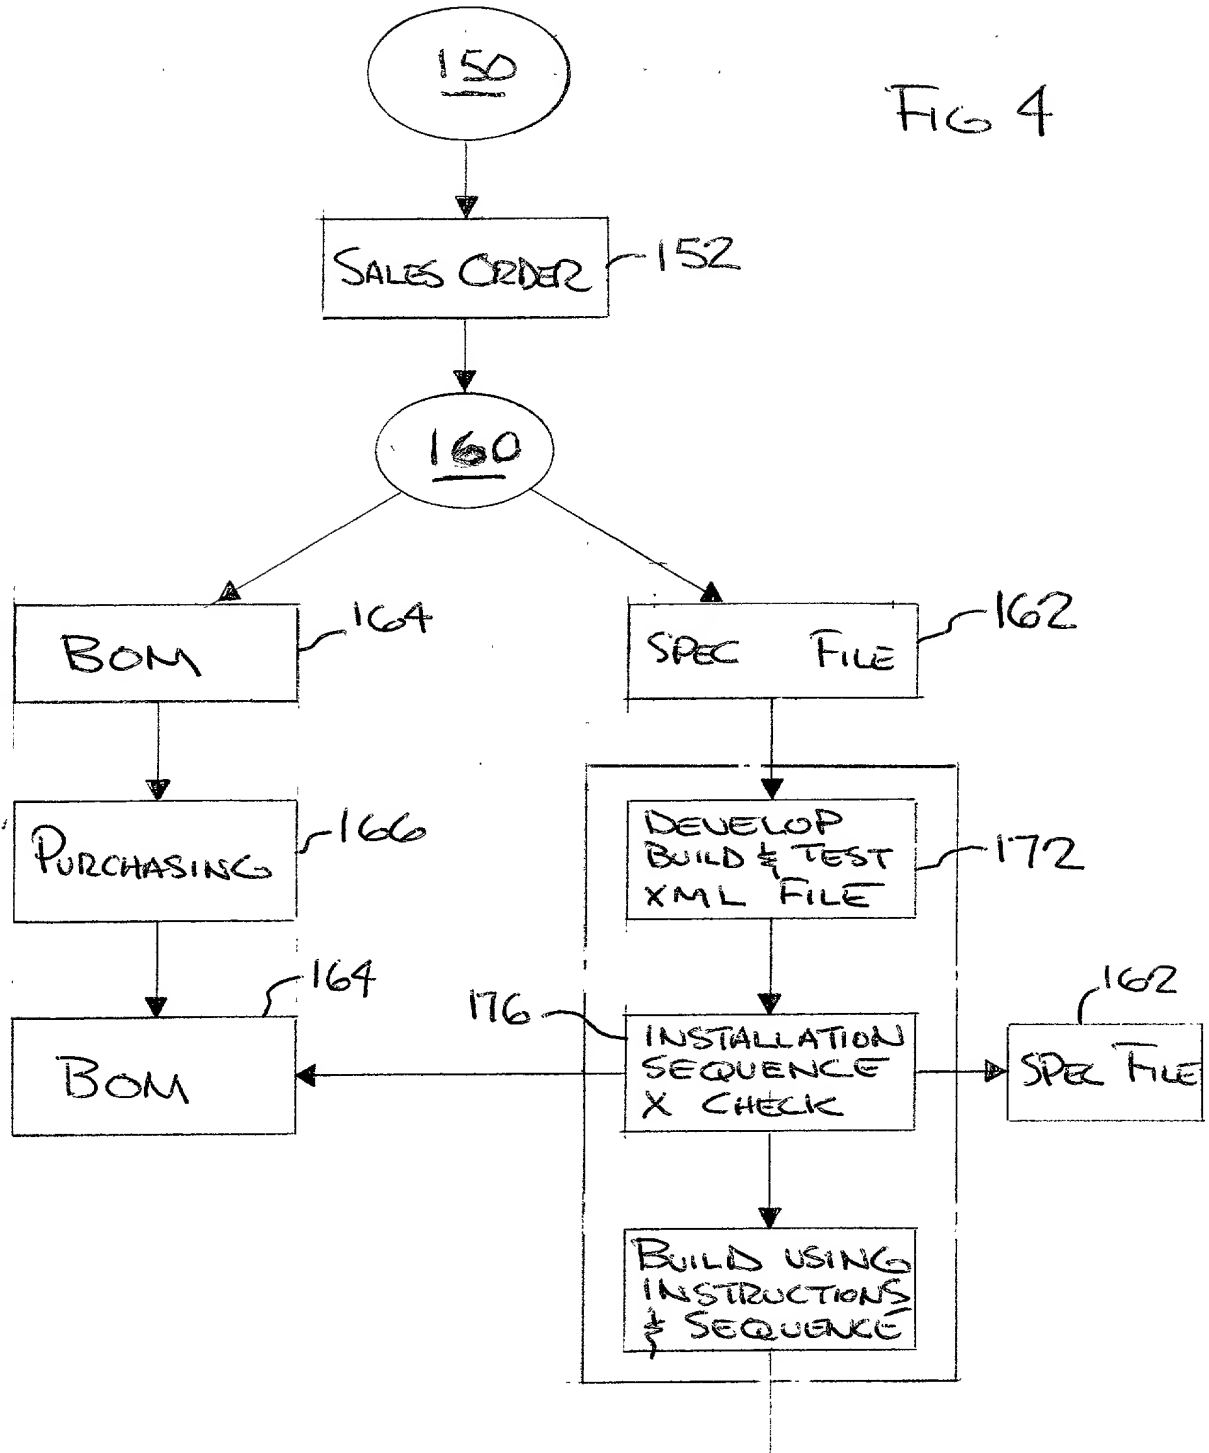 150
FIG 4
SALES ORDER
152
160
BOM
164
SPEC FILE
162
PURCHASING
166
DEVELOP
BUILD & TEST
XML FILE
172
BOM
164
176
INSTALLATION
SEQUENCE
X CHECK
SPEC FILE
162
BUILD USING
INSTRUCTIONS
& SEQUENCE